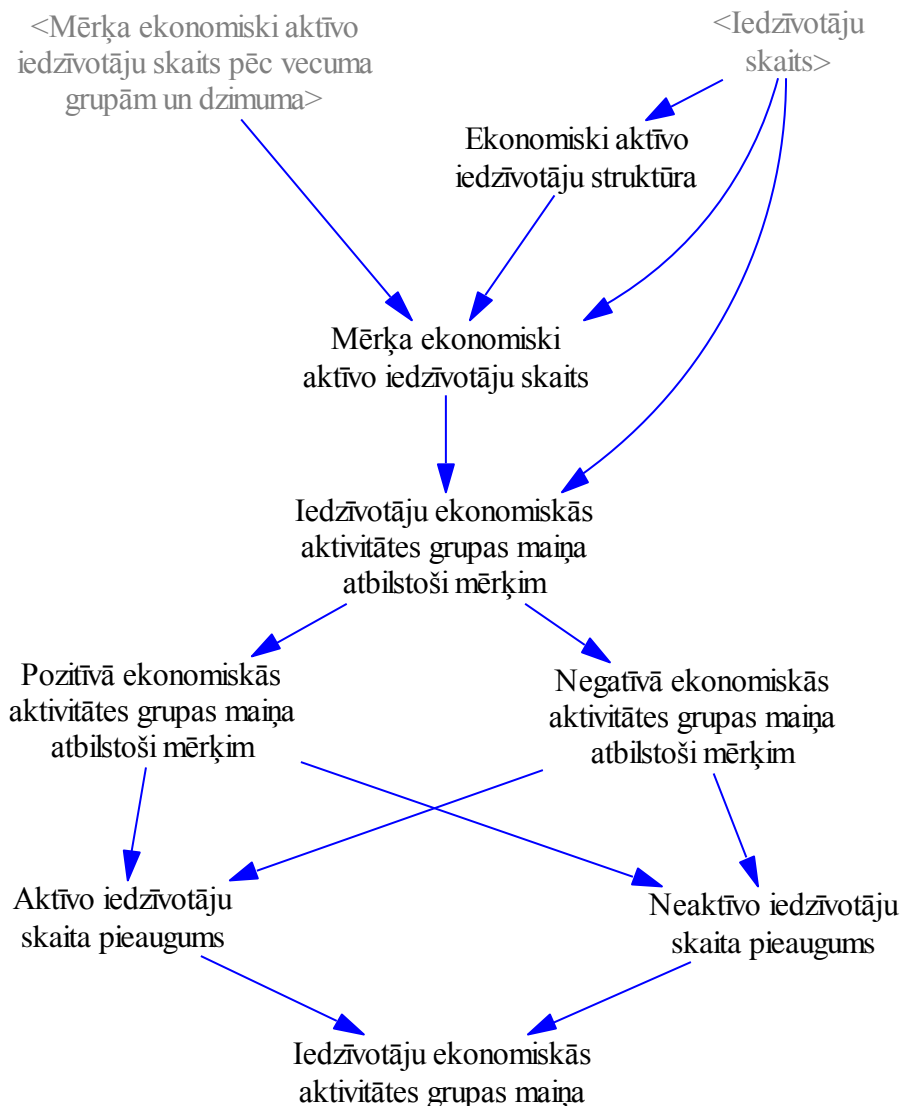 <Mērķa ekonomiski aktīvo
iedzīvotāju skaits pēc vecuma
grupām un dzimuma>
<Iedzīvotāju
skaits>
Ekonomiski aktīvo
iedzīvotāju struktūra
Mērķa ekonomiski
aktīvo iedzīvotāju skaits
Iedzīvotāju ekonomiskās
aktivitātes grupas maiņa
atbilstoši mērķim
Pozitīvā ekonomiskās
aktivitātes grupas maiņa
atbilstoši mērķim
Negatīvā ekonomiskās
aktivitātes grupas maiņa
atbilstoši mērķim
Aktīvo iedzīvotāju
skaita pieaugums
Neaktīvo iedzīvotāju
skaita pieaugums
Iedzīvotāju ekonomiskās
aktivitātes grupas maiņa